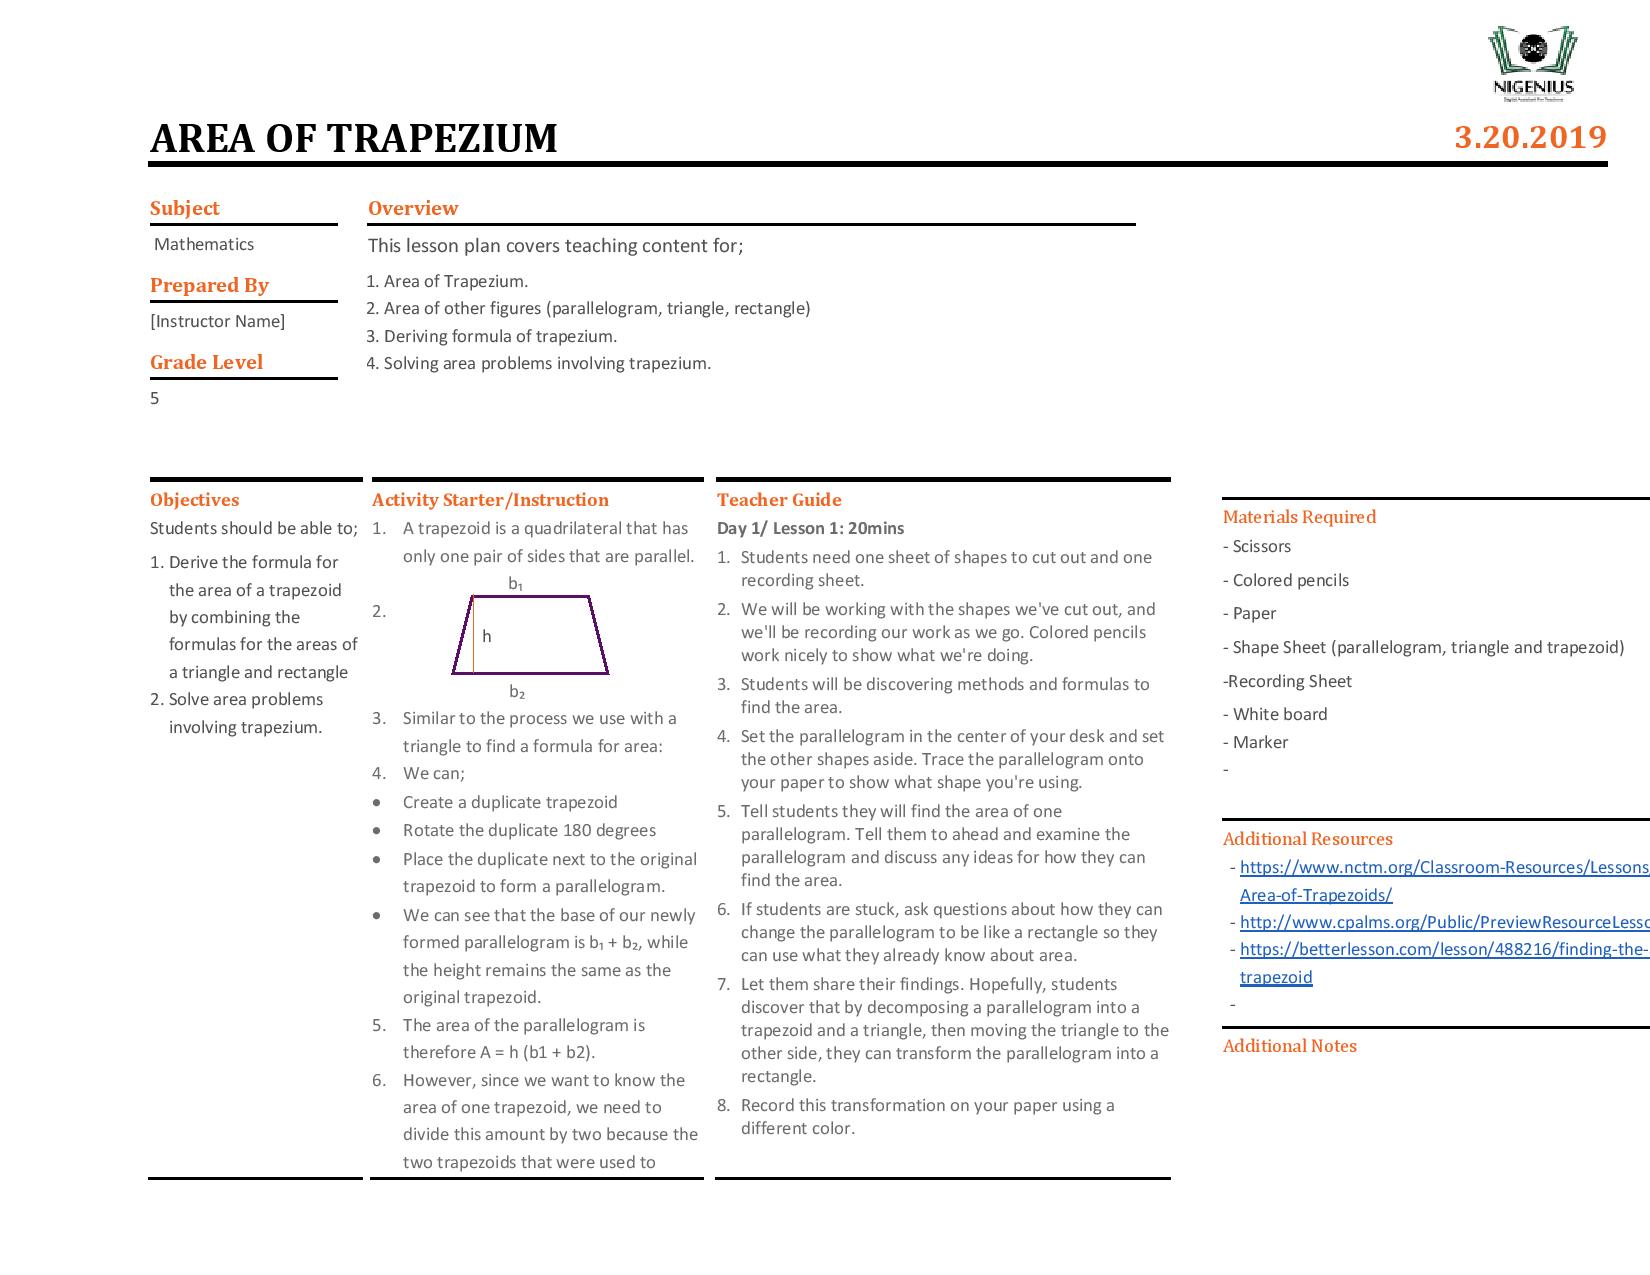 NIGENIUS
Digital Assistant For Teachers
AREA OF TRAPEZIUM
3.20.2019
Subject
Mathematics
Prepared By
[Instructor Name]
Grade Level
5
Overview
This lesson plan covers teaching content for;
1. Area of Trapezium.
2. Area of other figures (parallelogram, triangle, rectangle)
3. Deriving formula of trapezium.
4. Solving area problems involving trapezium.
Objectives
Students should be able to;
1. Derive the formula for
the area of a trapezoid
by combining the
formulas for the areas of
a triangle and rectangle
2. Solve area problems
involving trapezium.
Activity Starter/Instruction
1. A trapezoid is a quadrilateral that has
only one pair of sides that are parallel.
b₁
2.
h
b₂
3. Similar to the process we use with a
triangle to find a formula for area:
4. We can;
• Create a duplicate trapezoid
• Rotate the duplicate 180 degrees
• Place the duplicate next to the original
trapezoid to form a parallelogram.
• We can see that the base of our newly
formed parallelogram is b₁ + b₂, while
the height remains the same as the
original trapezoid.
5. The area of the parallelogram is
therefore A = h (b1 + b2).
6. However, since we want to know the
area of one trapezoid, we need to
divide this amount by two because the
two trapezoids that were used to
Teacher Guide
Day 1/ Lesson 1: 20mins
1. Students need one sheet of shapes to cut out and one
recording sheet.
2. We will be working with the shapes we've cut out, and
we'll be recording our work as we go. Colored pencils
work nicely to show what we're doing.
3. Students will be discovering methods and formulas to
find the area.
4. Set the parallelogram in the center of your desk and set
the other shapes aside. Trace the parallelogram onto
your paper to show what shape you're using.
5. Tell students they will find the area of one
parallelogram. Tell them to ahead and examine the
parallelogram and discuss any ideas for how they can
find the area.
6. If students are stuck, ask questions about how they can
change the parallelogram to be like a rectangle so they
can use what they already know about area.
7. Let them share their findings. Hopefully, students
discover that by decomposing a parallelogram into a
trapezoid and a triangle, then moving the triangle to the
other side, they can transform the parallelogram into a
rectangle.
8. Record this transformation on your paper using a
different color.
Materials Required
- Scissors
- Colored pencils
- Paper
- Shape Sheet (parallelogram, triangle and trapezoid)
-Recording Sheet
- White board
- Marker
-
Additional Resources
- https://www.nctm.org/Classroom-Resources/Lessons/
Area-of-Trapezoids/
- http://www.cpalms.org/Public/PreviewResourceLesso
- https://betterlesson.com/lesson/488216/finding-the-
trapezoid
-
Additional Notes